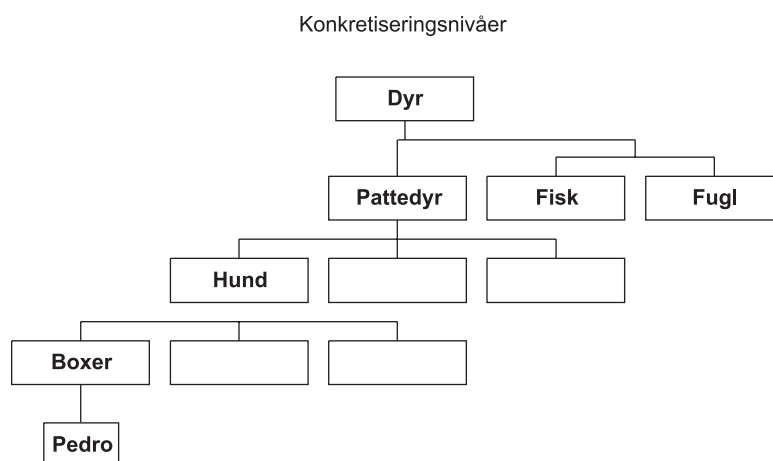 Konkretiseringsnivåer
Dyr
Pattedyr
Fisk
Fugl
Hund
Boxer
Pedro